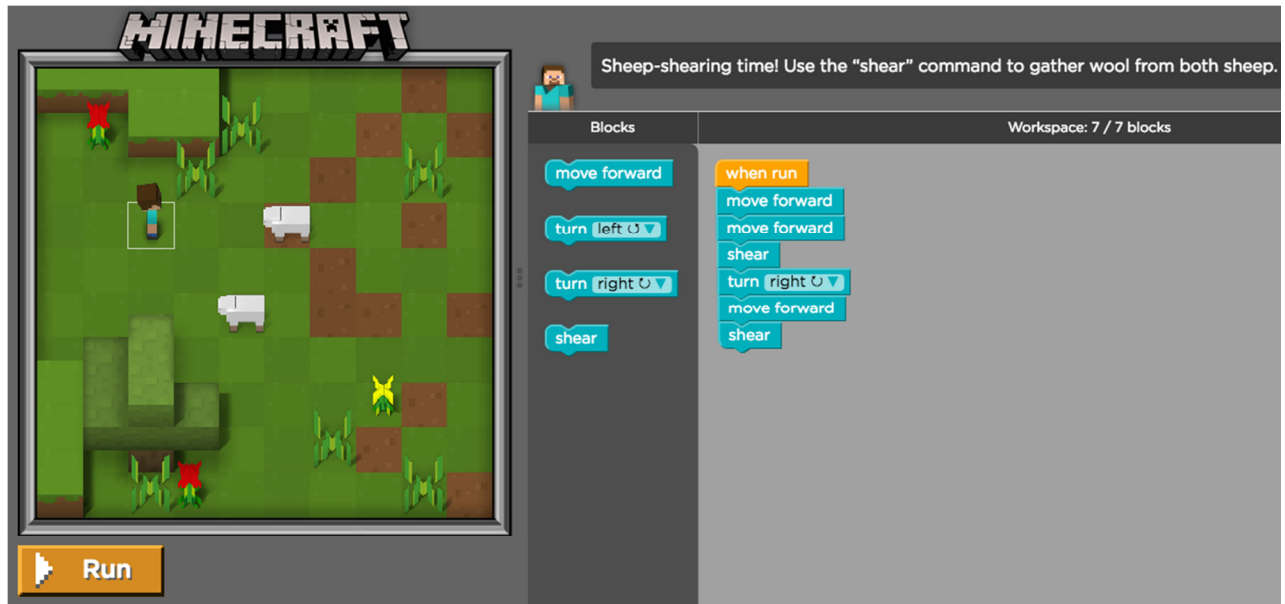 MINECRAFT
Sheep-shearing time! Use the “shear” command to gather wool from both sheep.
Blocks
Workspace: 7 / 7 blocks
move forward
turn left ↺ ▼
turn right ↻ ▼
shear
when run
move forward
move forward
shear
turn right ↻ ▼
move forward
shear
Run